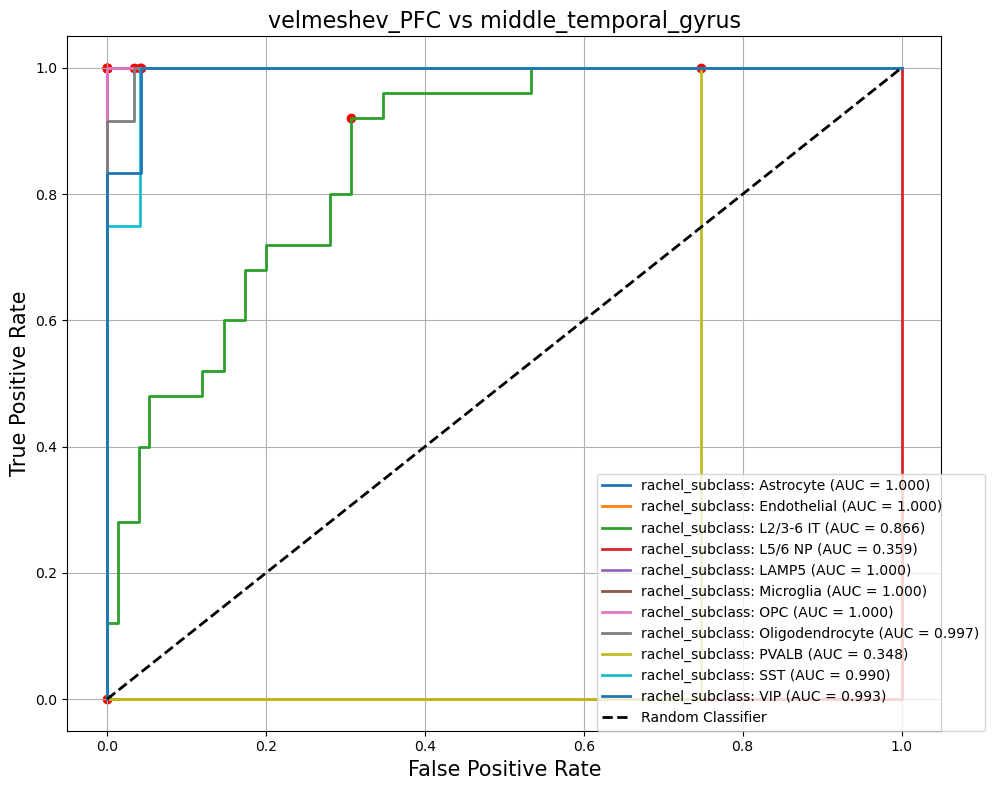 velmeshev_PFC vs middle_temporal_gyrus
True Positive Rate
1.0
0.8
0.6
0.4
0.2
0.0
rachel_subclass: Astrocyte (AUC = 1.000)
rachel_subclass: Endothelial (AUC = 1.000)
rachel_subclass: L2/3-6 IT (AUC = 0.866)
rachel_subclass: L5/6 NP (AUC = 0.359)
rachel_subclass: LAMP5 (AUC = 1.000)
rachel_subclass: Microglia (AUC = 1.000)
rachel_subclass: OPC (AUC = 1.000)
rachel_subclass: Oligodendrocyte (AUC = 0.997)
rachel_subclass: PVALB (AUC = 0.348)
rachel_subclass: SST (AUC = 0.990)
rachel_subclass: VIP (AUC = 0.993)
Random Classifier
0.0 0.2 0.4 0.6 0.8 1.0
False Positive Rate